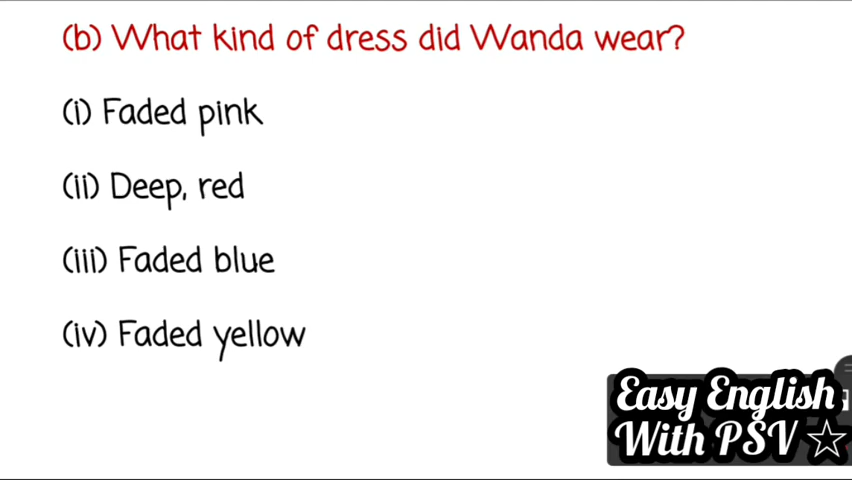 (b) What kind of dress did Wanda wear?
(i) Faded pink
(ii) Deep, red
(iii) Faded blue
(iv) Faded yellow
Easy English
With PSV ☆